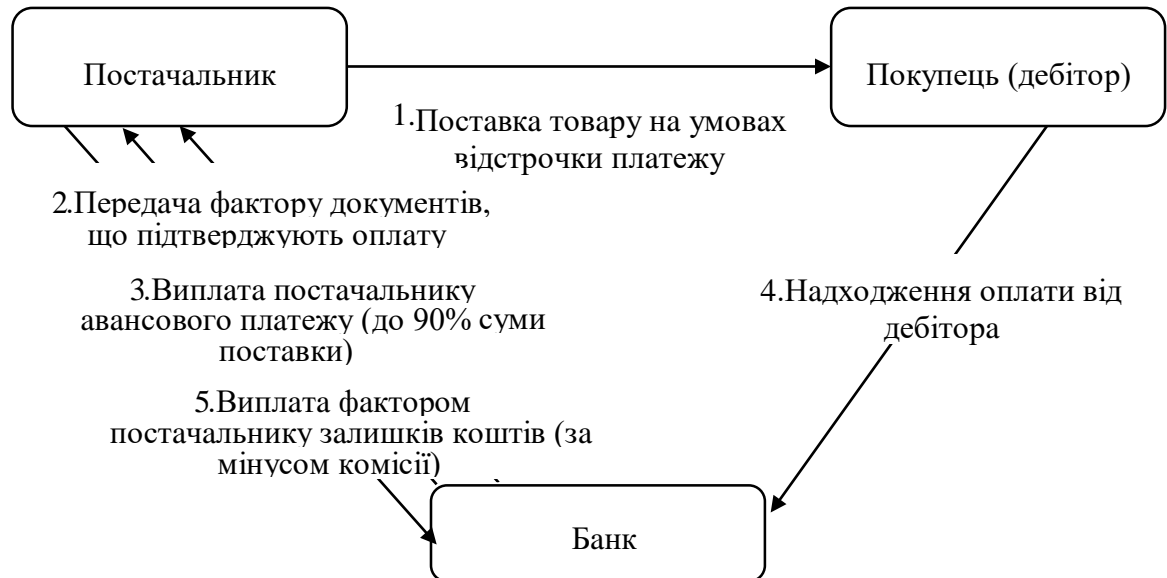 Постачальник
Покупець (дебітор)
1.Поставка товару на умовах
відстрочки платежу
2.Передача фактору документів,
що підтверджують оплату
3.Виплата постачальнику
авансового платежу (до 90% суми
поставки)
4.Надходження оплати від
дебітора
5.Виплата фактором
постачальнику залишків коштів (за
мінусом комісії)
Банк